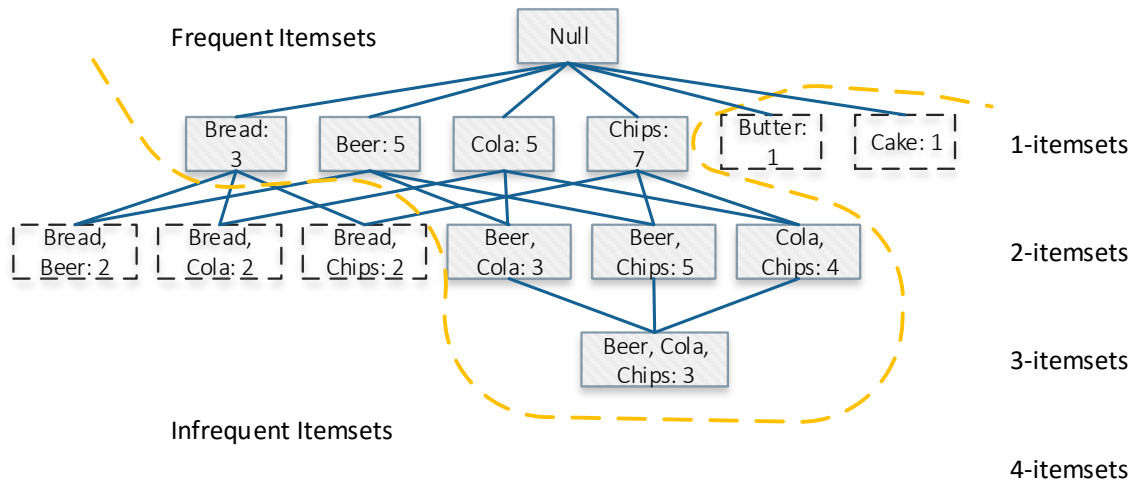 Frequent Itemsets
Null
Bread:
3
Beer: 5
Cola: 5
Chips:
7
Butter:
1
Cake: 1
1-itemsets
Bread,
Beer: 2
Bread,
Cola: 2
Bread,
Chips: 2
Beer,
Cola: 3
Beer,
Chips: 5
Cola,
Chips: 4
2-itemsets
Beer, Cola,
Chips: 3
3-itemsets
Infrequent Itemsets
4-itemsets